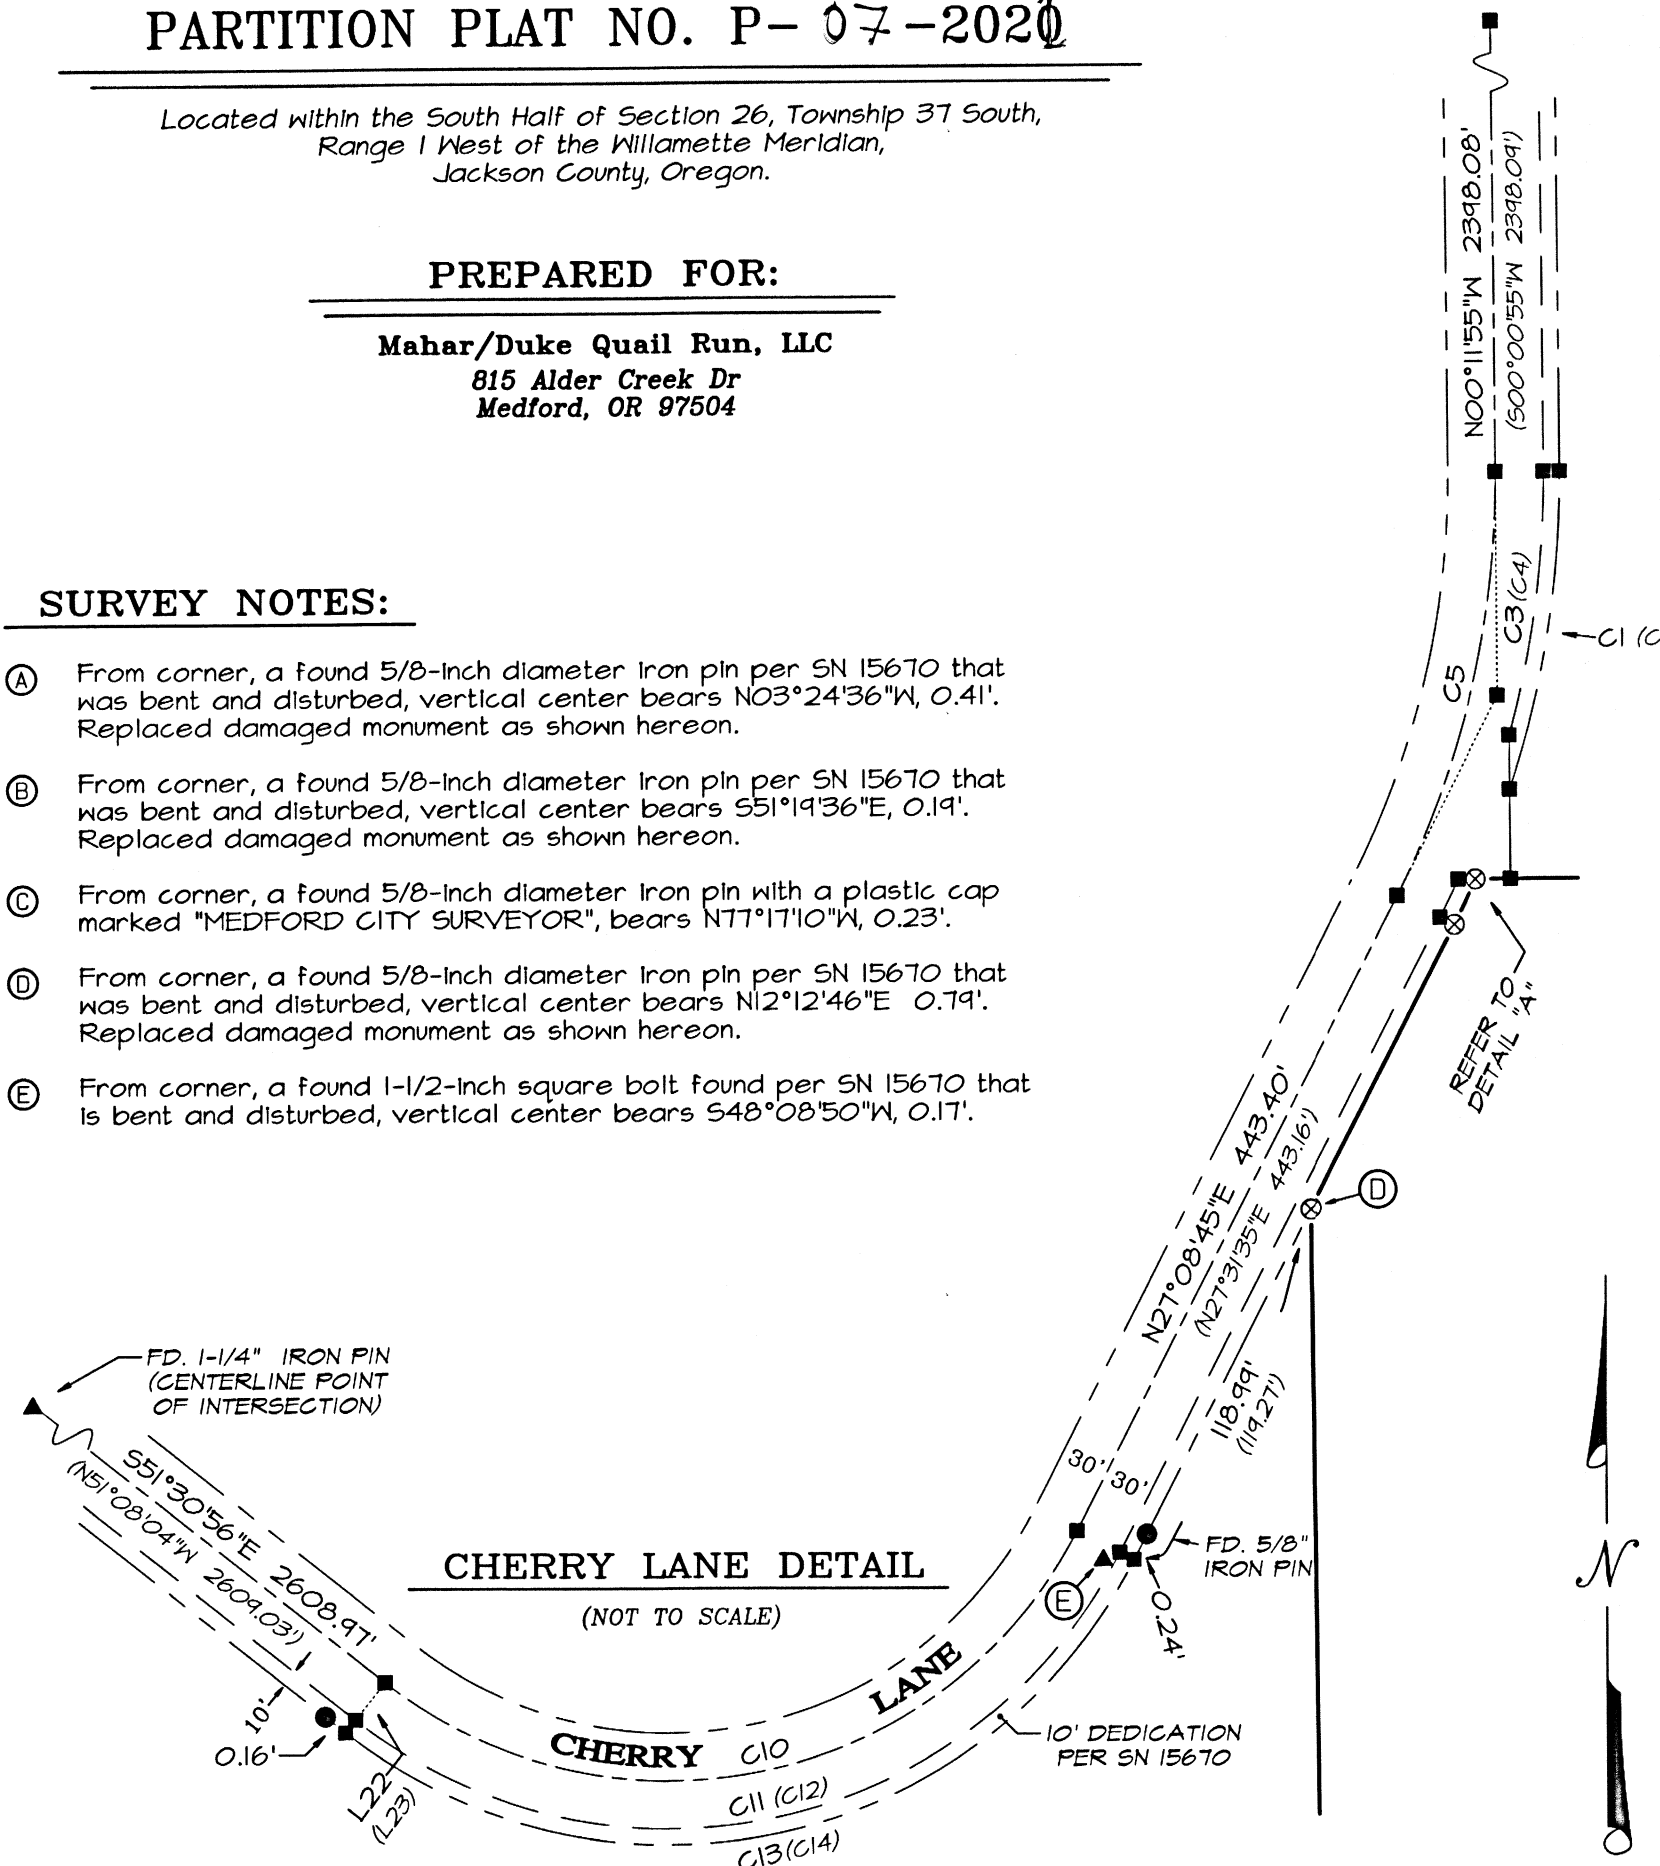 PARTITION PLAT NO. P- 07 -2021
Located within the South Half of Section 26, Township 37 South,
Range 1 West of the Willamette Meridian,
Jackson County, Oregon.
PREPARED FOR:
Mahar/Duke Quail Run, LLC
815 Alder Creek Dr
Medford, OR 97504
SURVEY NOTES:
A From corner, a found 5/8-inch diameter iron pin per SN 15670 that
was bent and disturbed, vertical center bears N03°24'36"W, 0.41'.
Replaced damaged monument as shown hereon.
B From corner, a found 5/8-inch diameter iron pin per SN 15670 that
was bent and disturbed, vertical center bears S51°19'36"E, 0.19'.
Replaced damaged monument as shown hereon.
C From corner, a found 5/8-inch diameter iron pin with a plastic cap
marked "MEDFORD CITY SURVEYOR", bears N77°17'10"W, 0.23'.
D From corner, a found 5/8-inch diameter iron pin per SN 15670 that
was bent and disturbed, vertical center bears N12°12'46"E 0.79'.
Replaced damaged monument as shown hereon.
E From corner, a found 1-1/2-inch square bolt found per SN 15670 that
is bent and disturbed, vertical center bears S48°08'50"W, 0.17'.
N00°11'55"W 2398.08'
(S00°00'55"W 2398.09')
C3 (C4)
C1 (C
C5
REFER TO
DETAIL "A"
N27°08'45"E 443.40'
(N27°31'35"E 443.16')
D
118.99'
(119.27')
30' 30'
FD. 5/8"
IRON PIN
E
0.24'
FD. 1-1/4" IRON PIN
(CENTERLINE POINT
OF INTERSECTION)
S51°30'56"E 2608.97'
(N51°08'04"W 2609.03')
CHERRY LANE DETAIL
(NOT TO SCALE)
10'
0.16'
L22
(L23)
CHERRY LANE
C10
C11 (C12)
C13 (C14)
10' DEDICATION
PER SN 15670
N